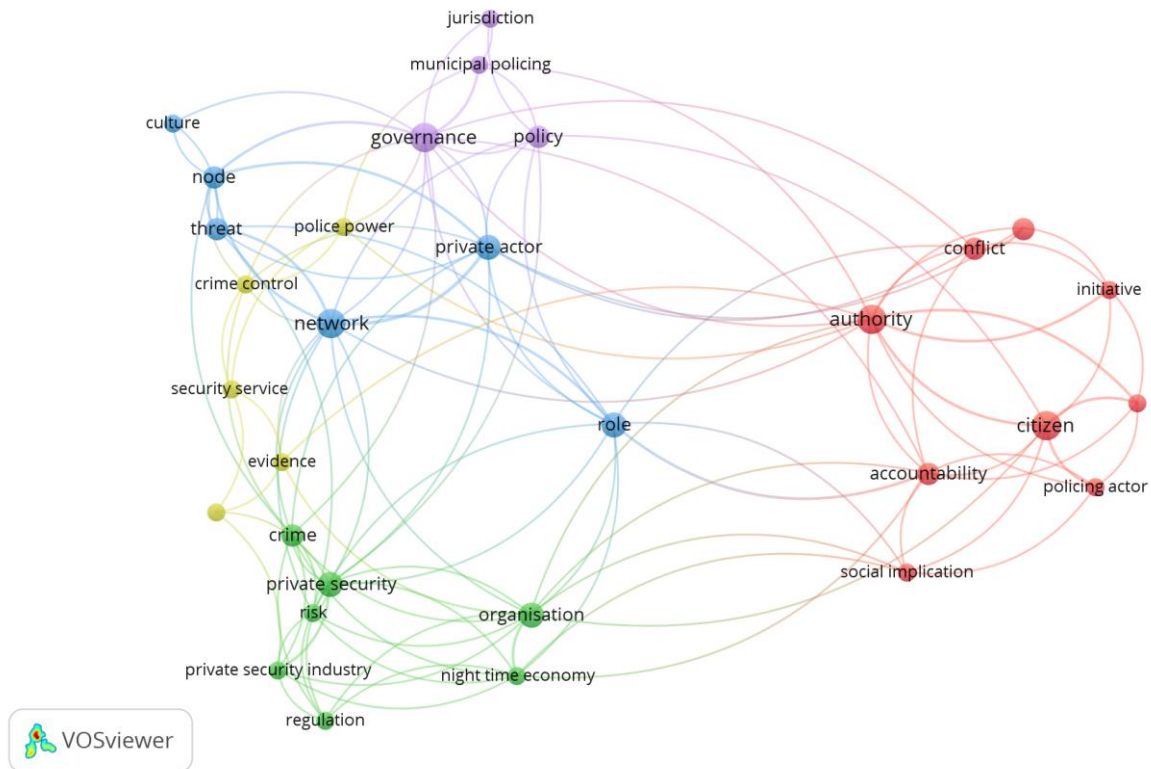 jurisdiction
municipal policing
culture
governance
policy
node
police power
threat
private actor
conflict
crime control
initiative
network
authority
security service
role
citizen
evidence
accountability
policing actor
crime
social implication
private security
risk
organisation
private security industry
night time economy
regulation
VOSviewer